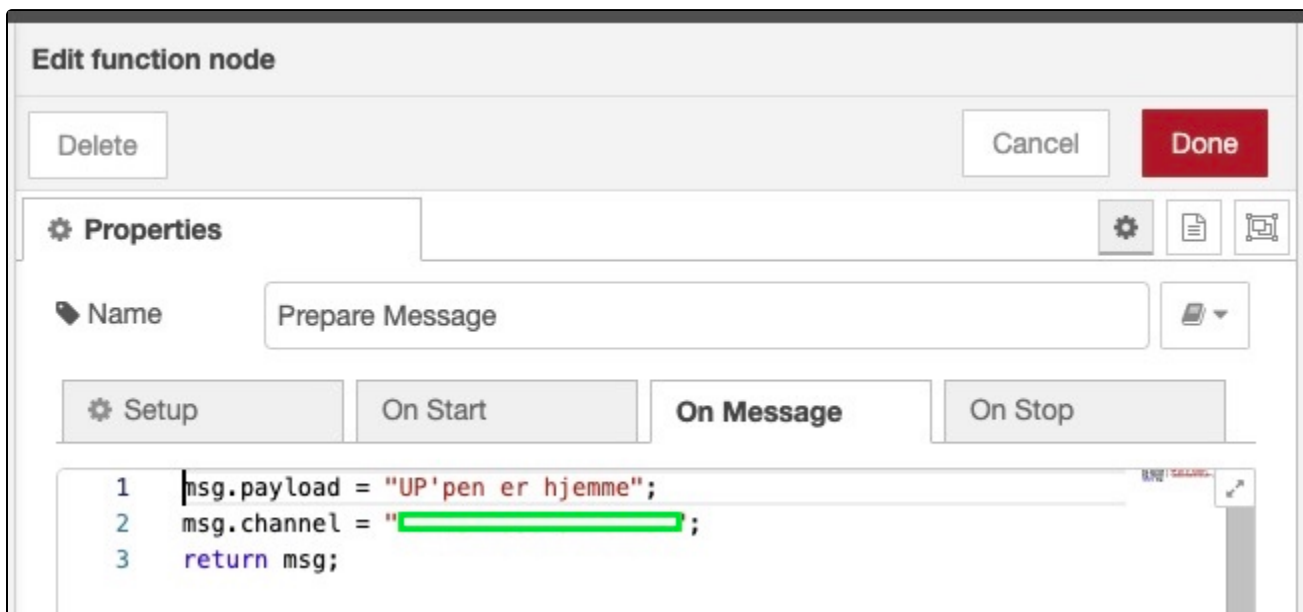 Edit function node
Delete Cancel Done
Properties
Name Prepare Message
Setup On Start On Message On Stop
1 msg.payload = "UP'pen er hjemme";
2 msg.channel = "";
3 return msg;